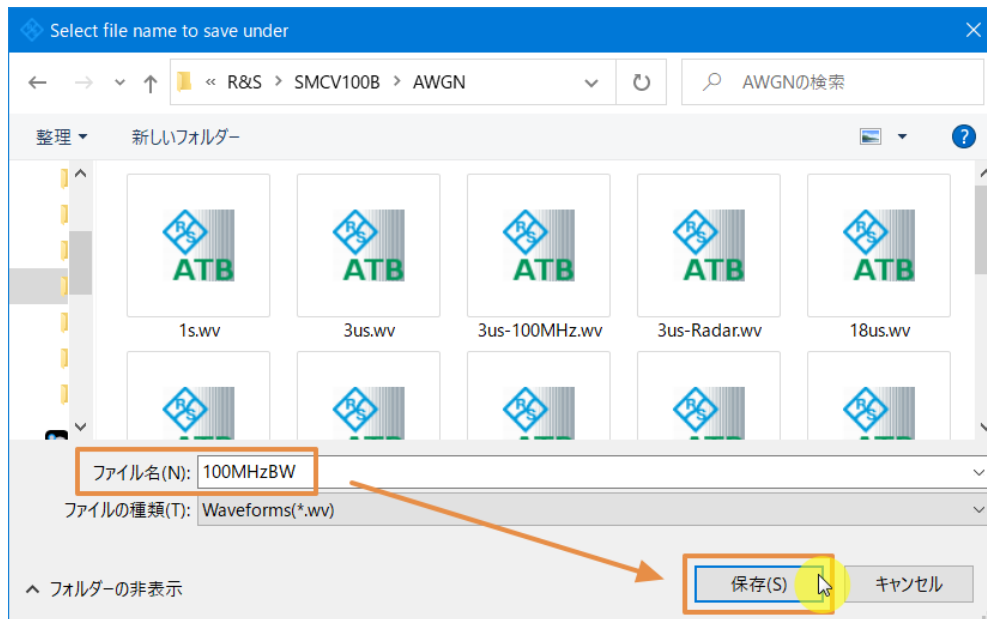 Select file name to save under
« R&S > SMCV100B > AWGN
AWGNの検索
整理
新しいフォルダー
?
R&S ATB
R&S ATB
R&S ATB
R&S ATB
R&S ATB
1s.wv
3us.wv
3us-100MHz.wv
3us-Radar.wv
18us.wv
R&S
R&S
R&S
R&S
R&S
ファイル名(N): 100MHzBW
ファイルの種類(T): Waveforms(*.wv)
フォルダーの非表示
保存(S)
キャンセル